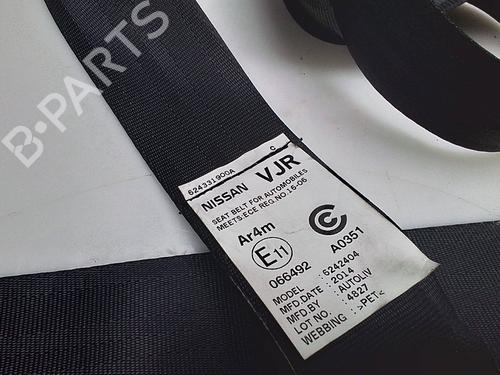 B-PARTS
624331900A C
NISSAN VJR
SEAT BELT FOR AUTOMOBILES
MEETS:ECE REG.NO.16-06
Ar4m
E11
066492 A0351
MODEL : 6242404
MFD.DATE : 2014
MFD.BY : AUTOLIV
LOT NO. : 4827
WEBBING : >PET<